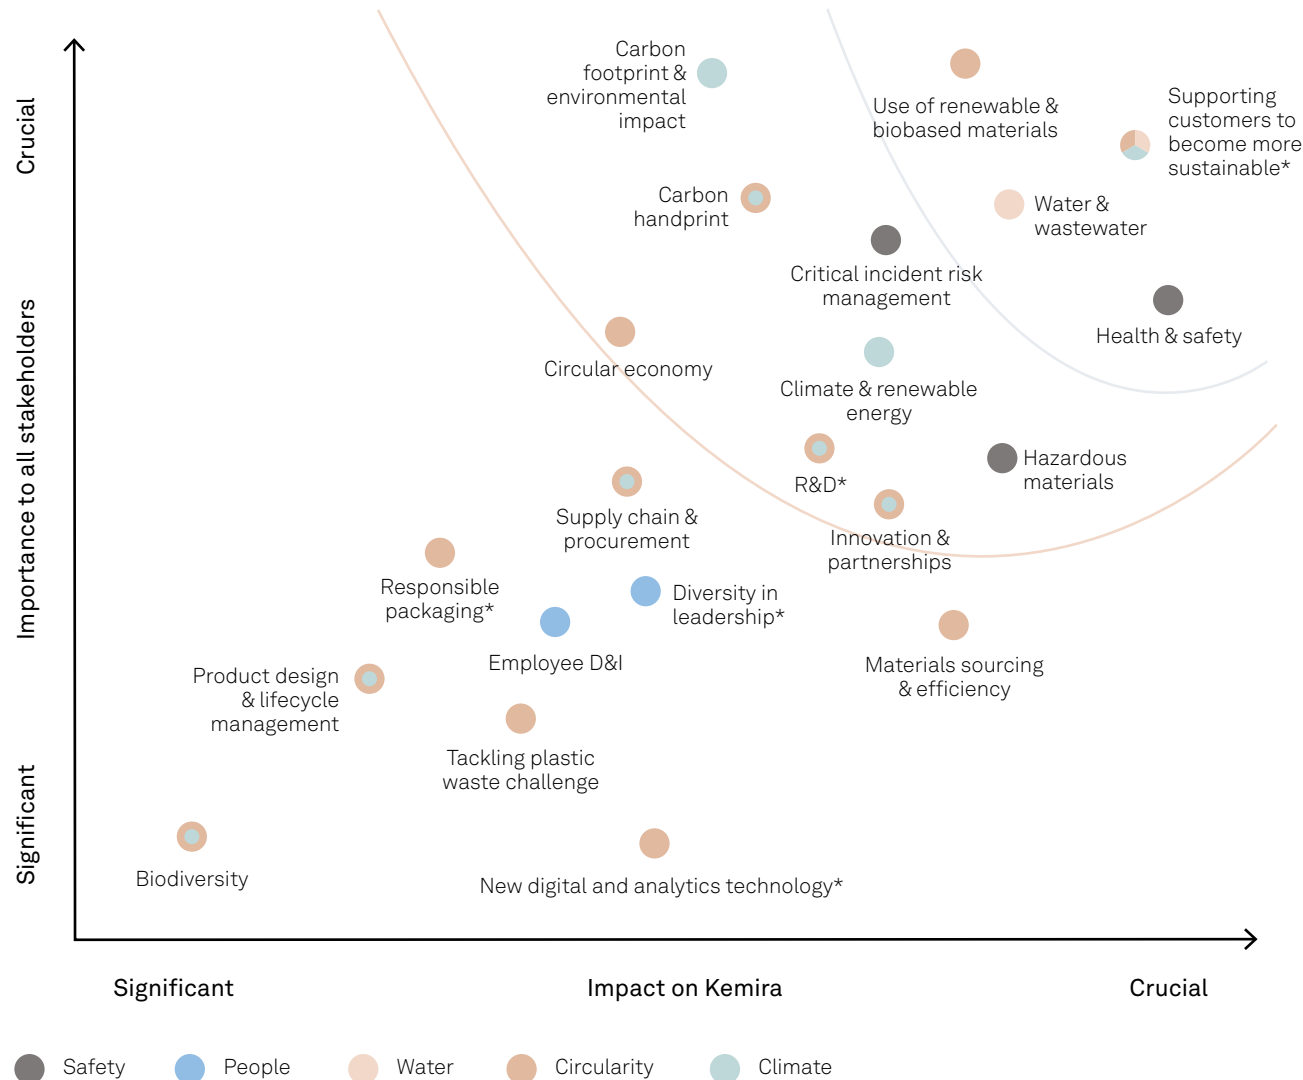 Crucial
Importance to all stakeholders
Significant
Carbon
footprint &
environmental
impact
Use of renewable &
biobased materials
Supporting
customers to
become more
sustainable*
Carbon
handprint
Water &
wastewater
Critical incident risk
management
Health & safety
Circular economy
Climate & renewable
energy
R&D*
Hazardous
materials
Supply chain &
procurement
Innovation &
partnerships
Responsible
packaging*
Diversity in
leadership*
Employee D&I
Materials sourcing
& efficiency
Product design
& lifecycle
management
Tackling plastic
waste challenge
Biodiversity
New digital and analytics technology*
Significant
Impact on Kemira
Crucial
Safety
People
Water
Circularity
Climate